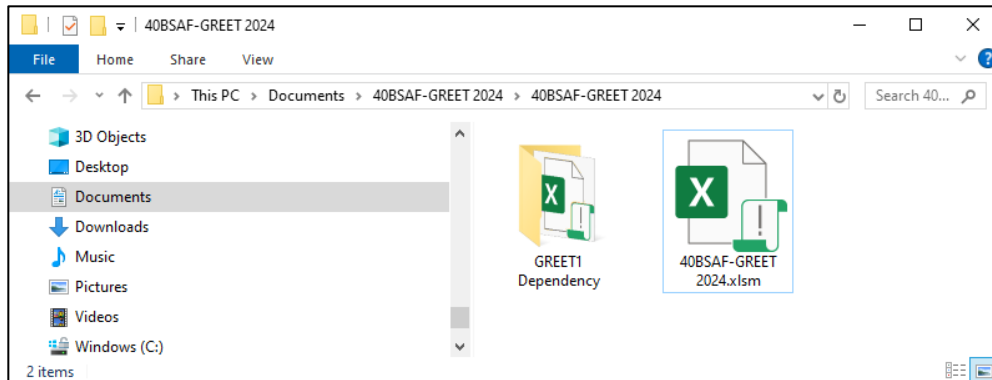 40BSAF-GREET 2024
File Home Share View
This PC > Documents > 40BSAF-GREET 2024 > 40BSAF-GREET 2024
Search 40...
3D Objects
Desktop
Documents
Downloads
Music
Pictures
Videos
Windows (C:)
GREET1
Dependency
40BSAF-GREET
2024.xlsm
2 items